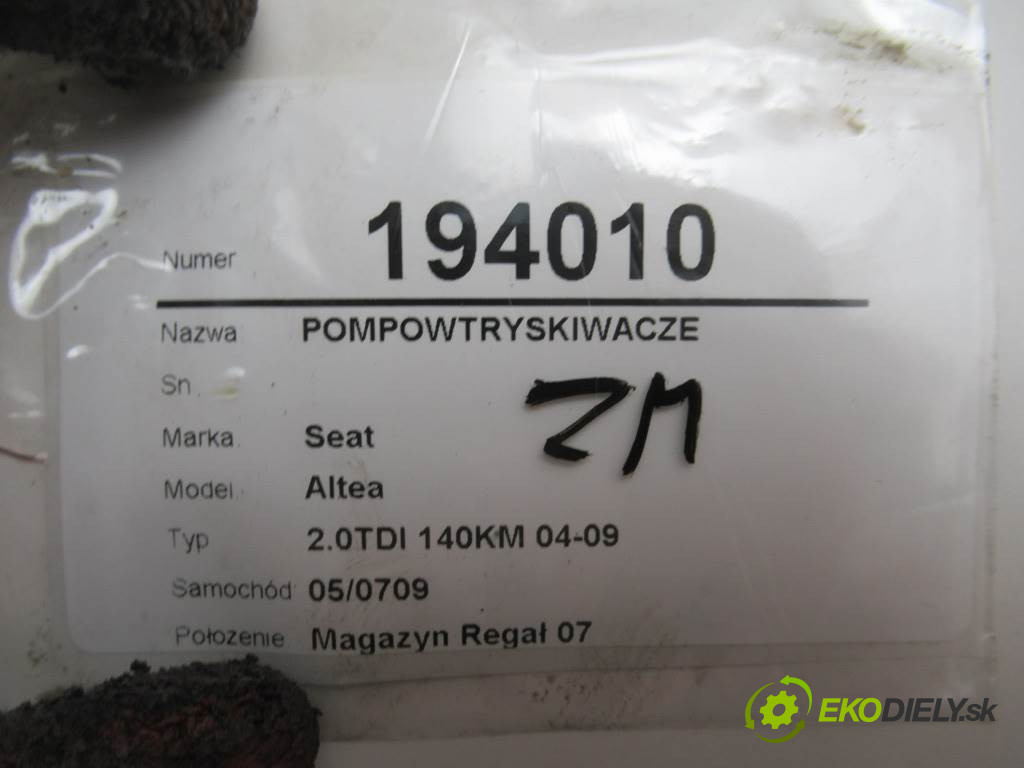 Numer 194010
Nazwa POMPOWTRYSKIWACZE
Sn.
ZM
Marka. Seat
Model. Altea
Typ 2.0TDI 140KM 04-09
Samochód 05/0709
Położenie Magazyn Regał 07
EKODIELY.sk